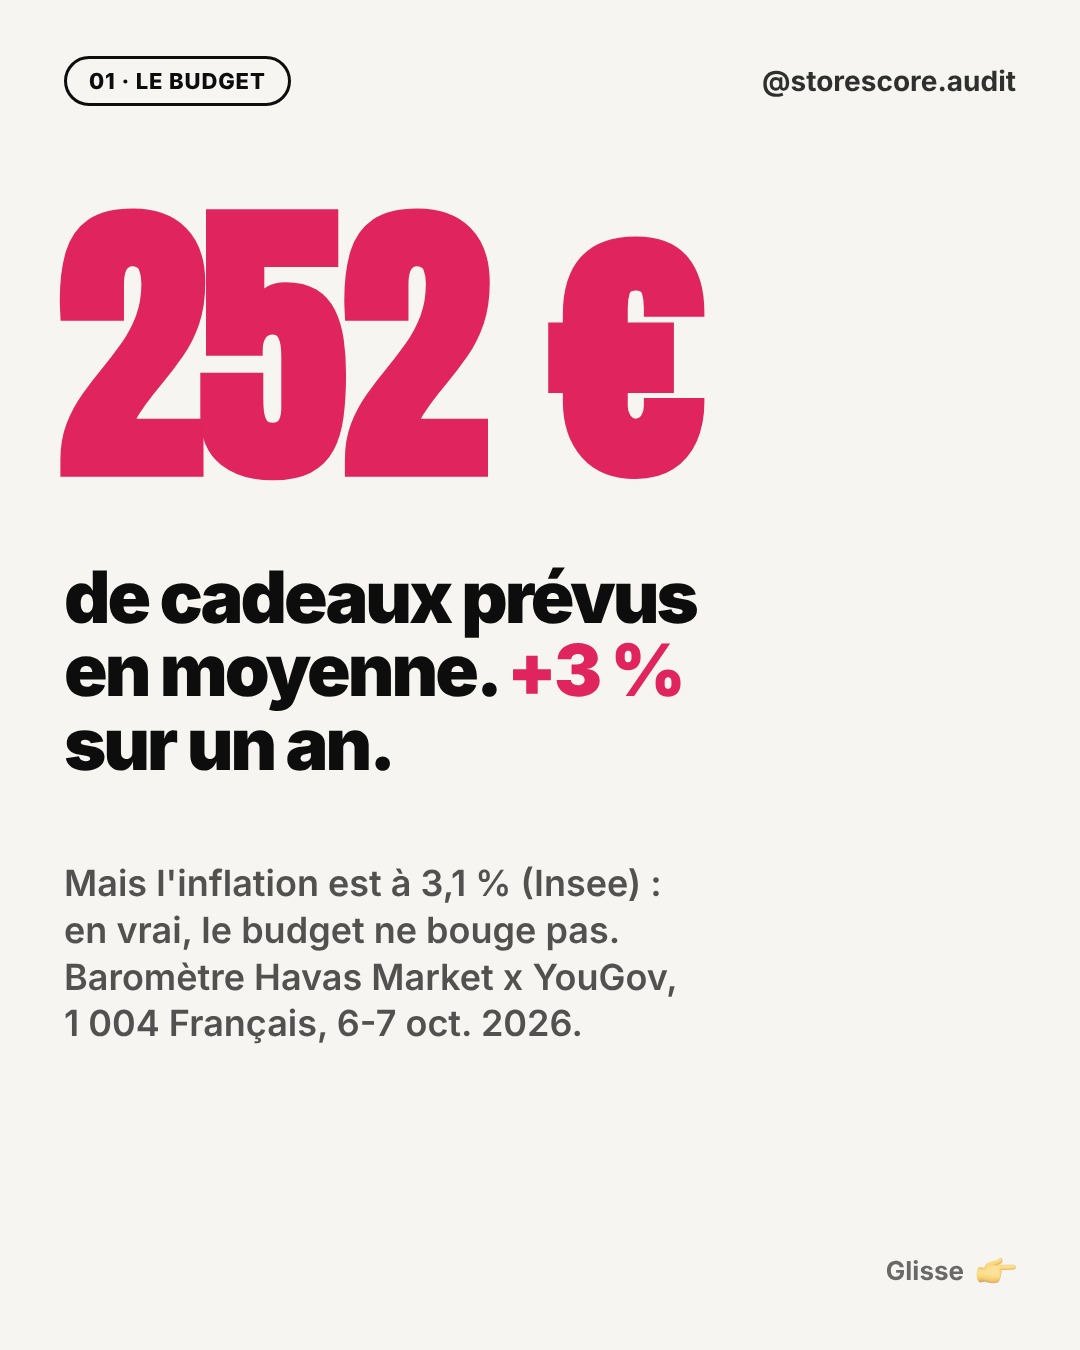 01 · LE BUDGET
@storescore.audit
252 €
de cadeaux prévus
en moyenne. +3 %
sur un an.
Mais l'inflation est à 3,1 % (Insee) :
en vrai, le budget ne bouge pas.
Baromètre Havas Market x YouGov,
1 004 Français, 6-7 oct. 2026.
Glisse 👉